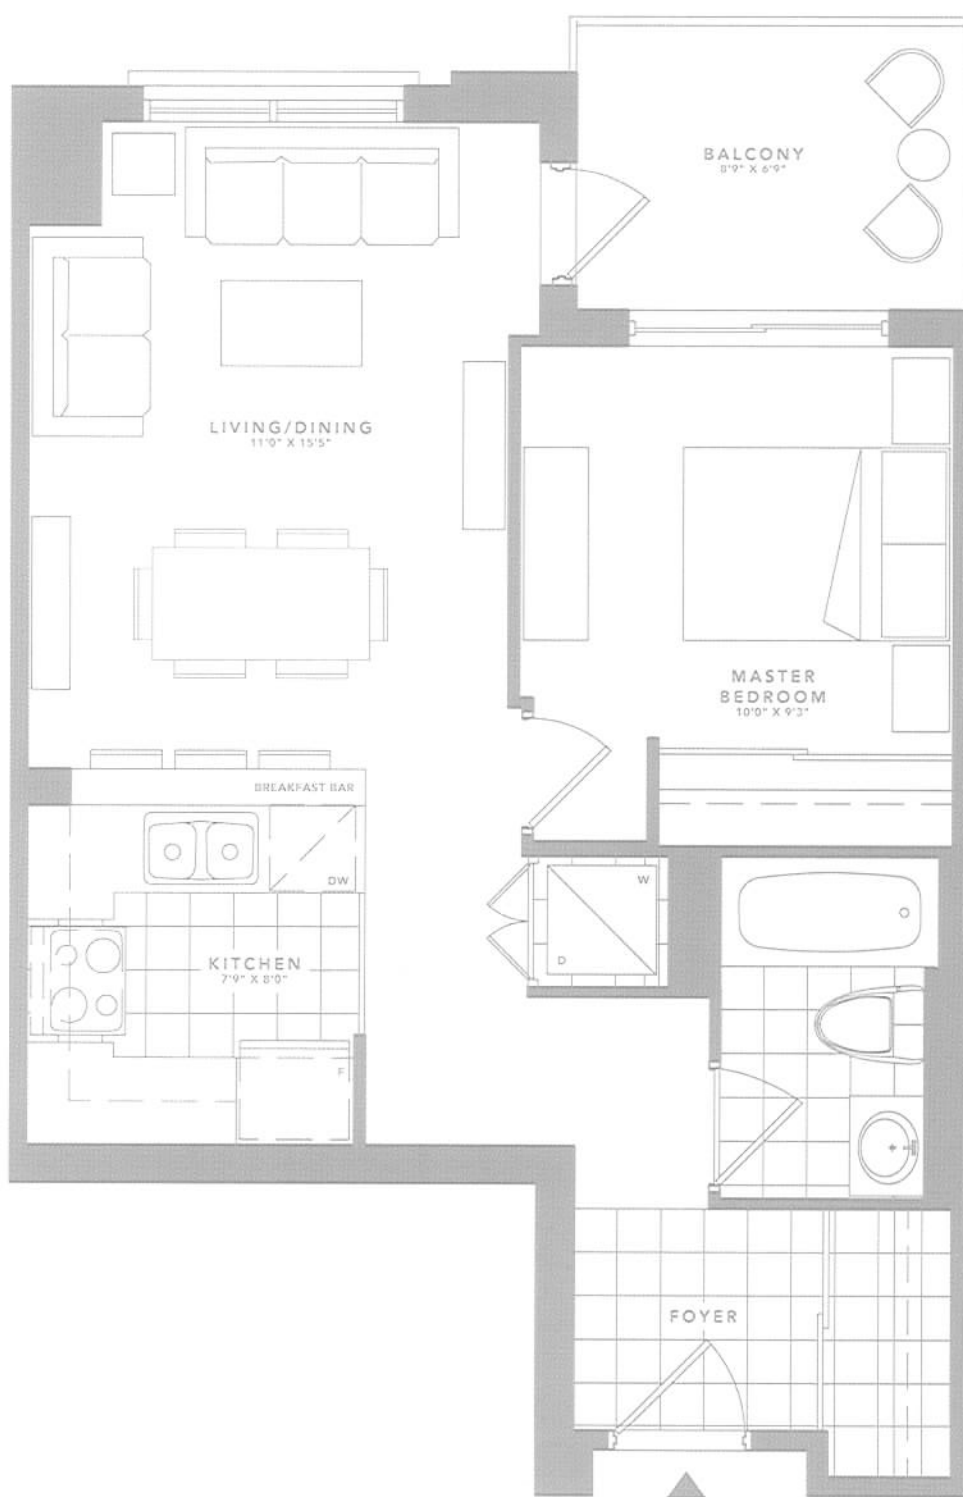 BALCONY
8'9" X 6'9"
LIVING/DINING
11'0" X 15'5"
MASTER
BEDROOM
10'0" X 9'3"
BREAKFAST BAR
DW
W
D
KITCHEN
7'9" X 8'0"
F
FOYER